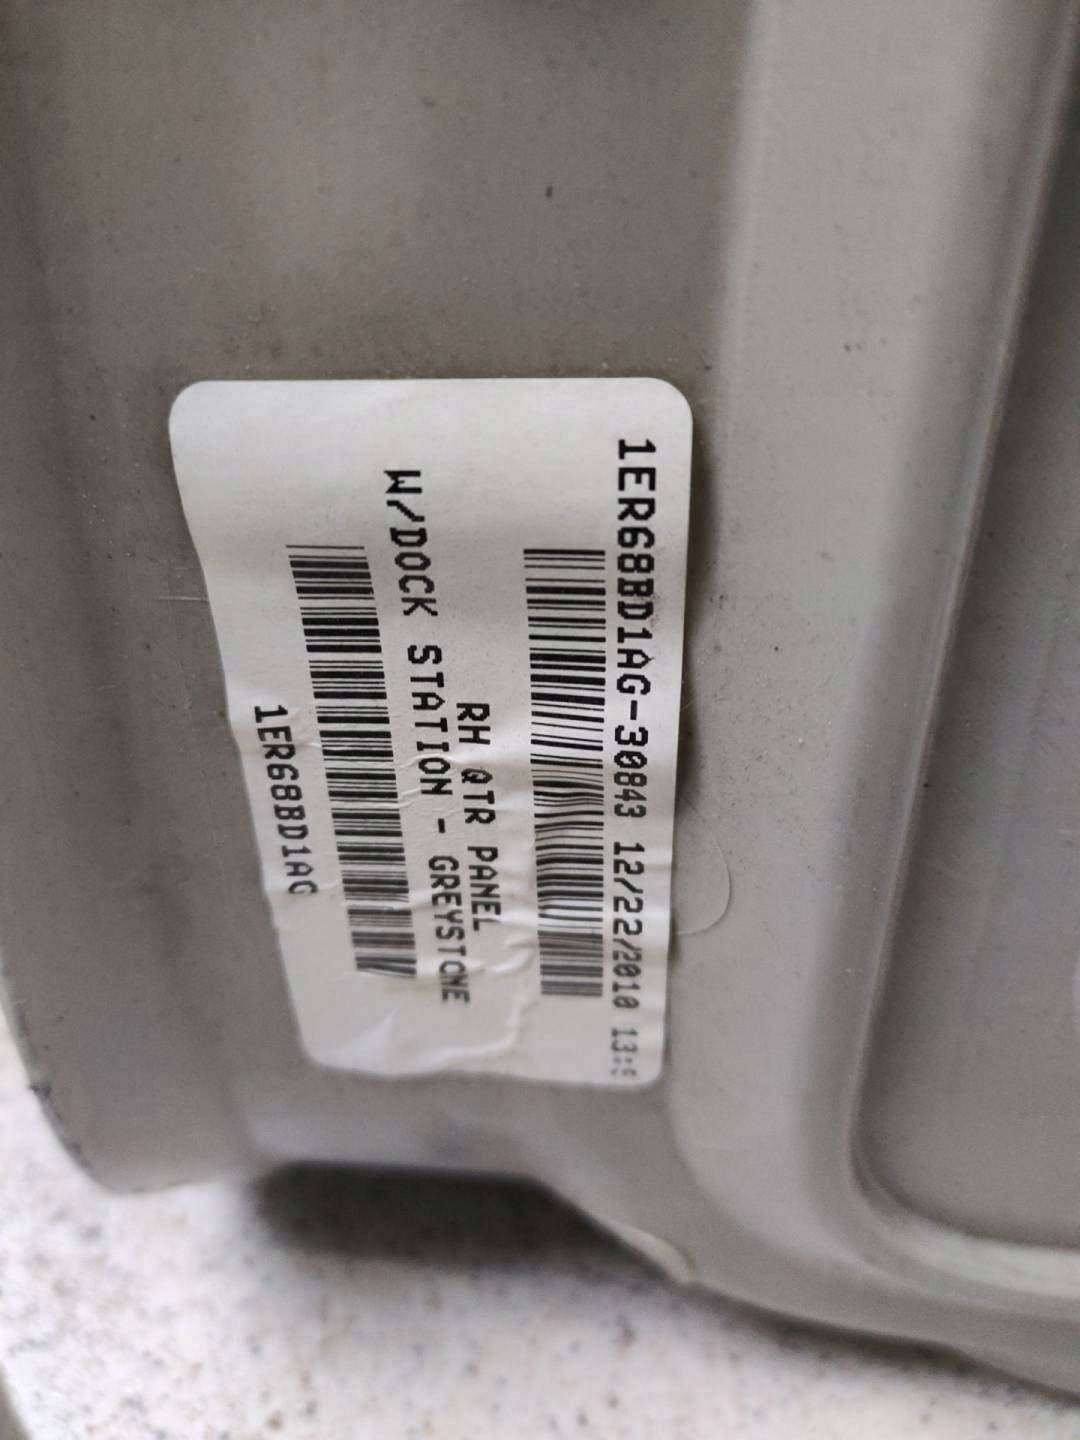 1ER68BD1AG-30843 12/22/2010
RH QTR PANEL
W/DOCK STATION - GREYSTONE
1ER68BD1AG